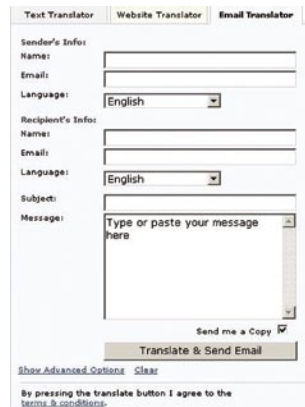 Text Translator Website Translator Email Translator
Sender's Info:
Name:
Email:
Language: English
Recipient's Info:
Name:
Email:
Language: English
Subject:
Message: Type or paste your message
here
Send me a Copy
Translate & Send Email
Show Advanced Options Clear
By pressing the translate button I agree to the
terms & conditions.